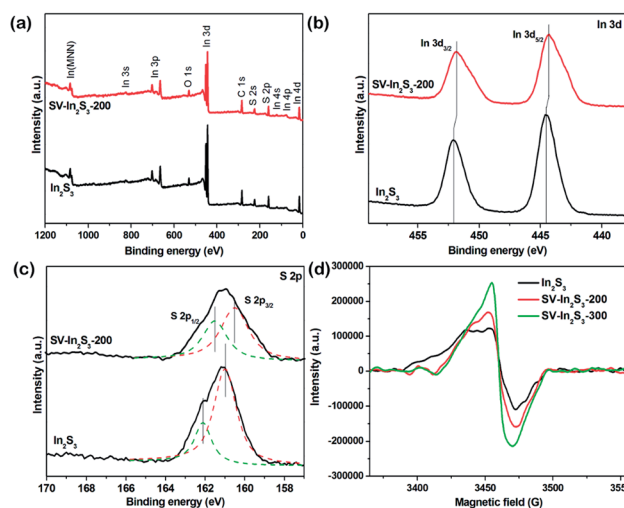 (a)
In(MNN)
In 3s
In 3p
O 1s
In 3d
C 1s
S 2s
S 2p
In 4s
In 4p
In 4d
SV-In₂S₃-200
In₂S₃
Intensity (a.u.)
1200 1000 800 600 400 200 0
Binding energy (eV)
(b)
In 3d
In 3d₃/₂
In 3d₅/₂
SV-In₂S₃-200
In₂S₃
Intensity (a.u.)
455 450 445 440
Binding energy (eV)
(c)
S 2p
S 2p₁/₂
S 2p₃/₂
SV-In₂S₃-200
In₂S₃
Intensity (a.u.)
170 168 166 164 162 160 158
Binding energy (eV)
(d)
In₂S₃
SV-In₂S₃-200
SV-In₂S₃-300
300000
200000
100000
0
-100000
-200000
-300000
Intensity (a.u.)
3400 3450 3500
Magnetic field (G)